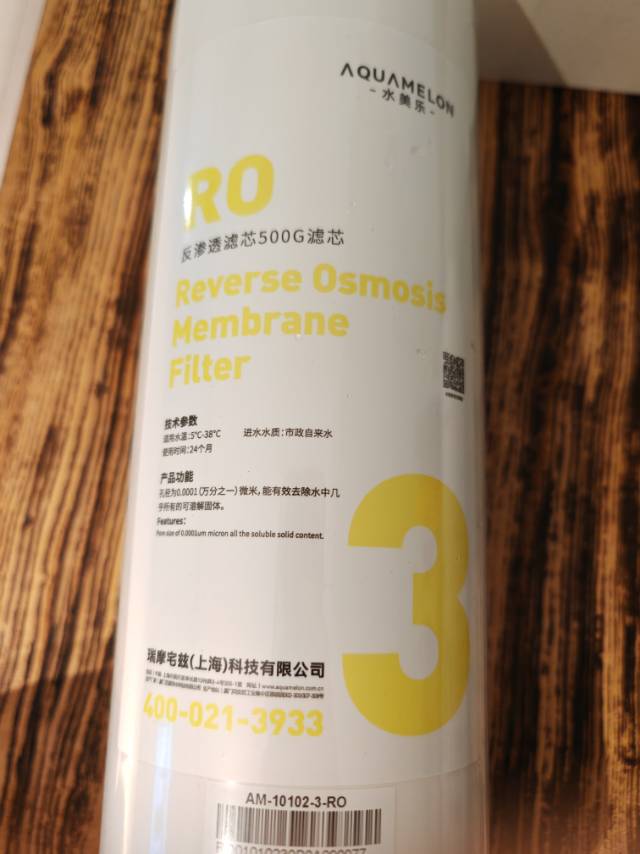 AQUAMELON
- 水美乐 -
RO
反渗透滤芯500G滤芯
Reverse Osmosis
Membrane
Filter
技术参数
适用水温:5°C-38°C 进水水质:市政自来水
使用时间:24个月
产品功能
孔径为0.0001(万分之一)微米,能有效去除水中几
乎所有的可溶解固体。
Features:
Pore size of 0.0001um micron all the soluble solid content.
3
瑞摩宅兹(上海)科技有限公司
www.aquamelon.com.cn
400-021-3933
AM-10102-3-RO